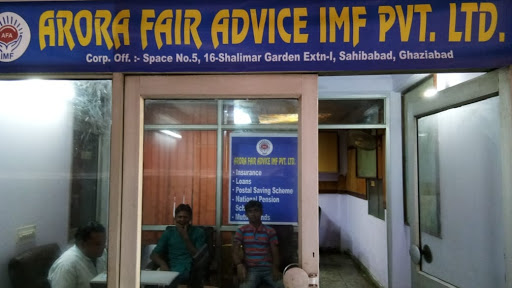 AFA
IMF
ARORA FAIR ADVICE IMF PVT. LTD.
Corp. Off. :- Space No.5, 16-Shalimar Garden Extn-I, Sahibabad, Ghaziabad
ARORA FAIR ADVICE IMF PVT. LTD.
• Insurance
• Loans
• Postal Saving Scheme
• National Pension